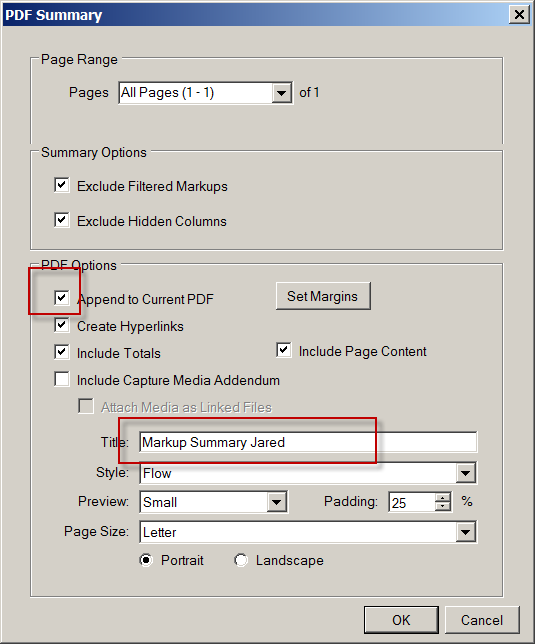 PDF Summary
Page Range
Pages All Pages (1 - 1) of 1
Summary Options
Exclude Filtered Markups
Exclude Hidden Columns
PDF Options
Append to Current PDF Set Margins
Create Hyperlinks
Include Totals Include Page Content
Include Capture Media Addendum
Attach Media as Linked Files
Title: Markup Summary Jared
Style: Flow
Preview: Small Padding: 25 %
Page Size: Letter
Portrait Landscape
OK Cancel